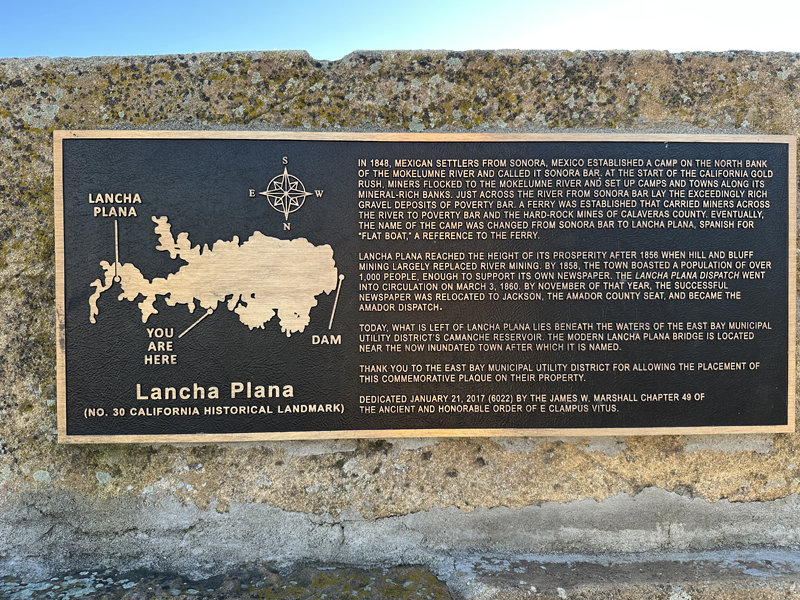 S
E W
N
LANCHA
PLANA
YOU
ARE
HERE
DAM
Lancha Plana
(NO. 30 CALIFORNIA HISTORICAL LANDMARK)
IN 1848, MEXICAN SETTLERS FROM SONORA, MEXICO ESTABLISHED A CAMP ON THE NORTH BANK
OF THE MOKELUMNE RIVER AND CALLED IT SONORA BAR. AT THE START OF THE CALIFORNIA GOLD
RUSH, MINERS FLOCKED TO THE MOKELUMNE RIVER AND SET UP CAMPS AND TOWNS ALONG ITS
MINERAL-RICH BANKS. JUST ACROSS THE RIVER FROM SONORA BAR LAY THE EXCEEDINGLY RICH
GRAVEL DEPOSITS OF POVERTY BAR. A FERRY WAS ESTABLISHED THAT CARRIED MINERS ACROSS
THE RIVER TO POVERTY BAR AND THE HARD-ROCK MINES OF CALAVERAS COUNTY. EVENTUALLY,
THE NAME OF THE CAMP WAS CHANGED FROM SONORA BAR TO LANCHA PLANA, SPANISH FOR
"FLAT BOAT," A REFERENCE TO THE FERRY.
LANCHA PLANA REACHED THE HEIGHT OF ITS PROSPERITY AFTER 1856 WHEN HILL AND BLUFF
MINING LARGELY REPLACED RIVER MINING. BY 1858, THE TOWN BOASTED A POPULATION OF OVER
1,000 PEOPLE, ENOUGH TO SUPPORT ITS OWN NEWSPAPER. THE LANCHA PLANA DISPATCH WENT
INTO CIRCULATION ON MARCH 3, 1860. BY NOVEMBER OF THAT YEAR, THE SUCCESSFUL
NEWSPAPER WAS RELOCATED TO JACKSON, THE AMADOR COUNTY SEAT, AND BECAME THE
AMADOR DISPATCH.
TODAY, WHAT IS LEFT OF LANCHA PLANA LIES BENEATH THE WATERS OF THE EAST BAY MUNICIPAL
UTILITY DISTRICT'S CAMANCHE RESERVOIR. THE MODERN LANCHA PLANA BRIDGE IS LOCATED
NEAR THE NOW INUNDATED TOWN AFTER WHICH IT IS NAMED.
THANK YOU TO THE EAST BAY MUNICIPAL UTILITY DISTRICT FOR ALLOWING THE PLACEMENT OF
THIS COMMEMORATIVE PLAQUE ON THEIR PROPERTY.
DEDICATED JANUARY 21, 2017 (6022) BY THE JAMES W. MARSHALL CHAPTER 49 OF
THE ANCIENT AND HONORABLE ORDER OF E CLAMPUS VITUS.